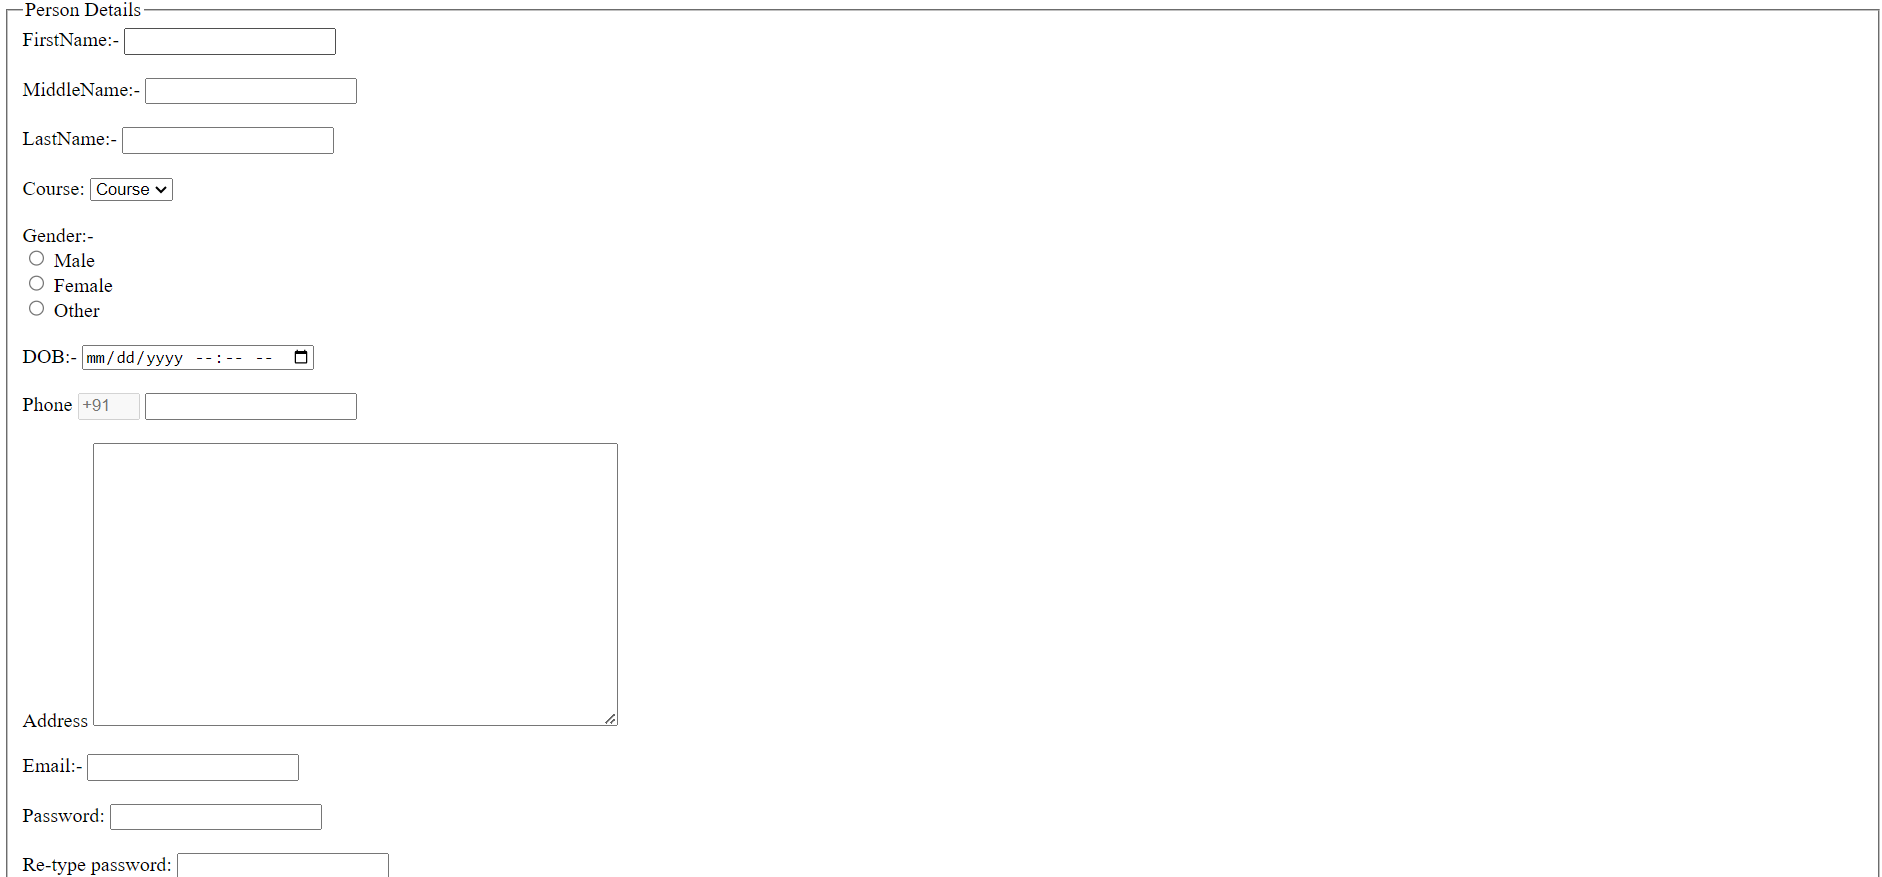 Person Details
FirstName:-
MiddleName:-
LastName:-
Course: Course
Gender:-
Male
Female
Other
DOB:- mm/dd/yyyy --:-- --
Phone +91
Address
Email:-
Password:
Re-type password: